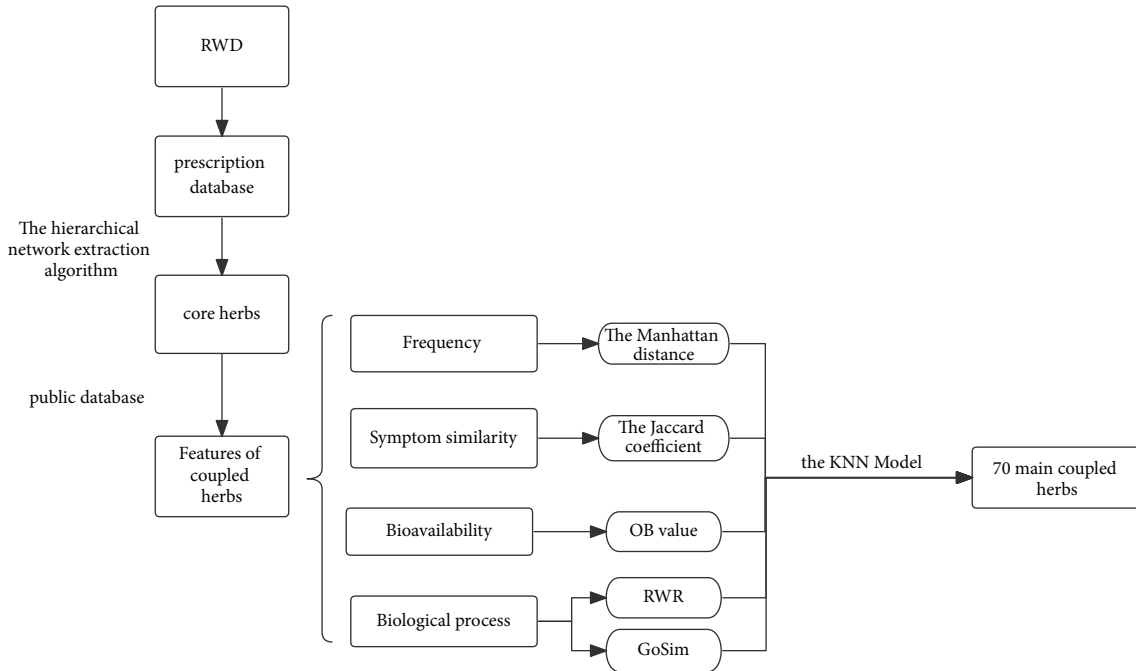 RWD
prescription
database
The hierarchical
network extraction
algorithm
core herbs
public database
Features of
coupled
herbs
Frequency
The Manhattan
distance
Symptom similarity
The Jaccard
coefficient
Bioavailability
OB value
Biological process
RWR
GoSim
the KNN Model
70 main coupled
herbs